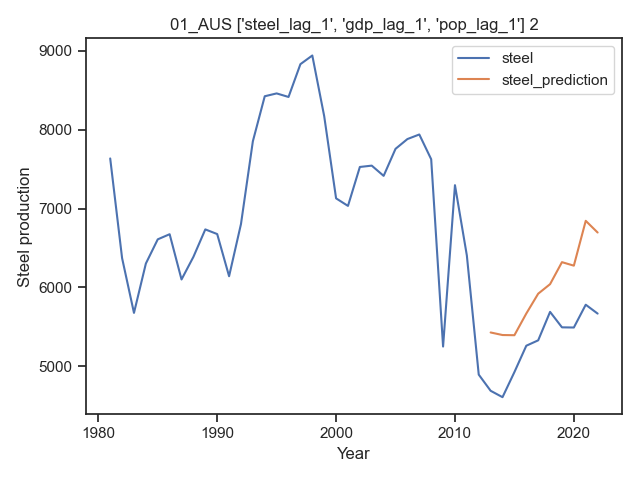 01_AUS ['steel_lag_1', 'gdp_lag_1', 'pop_lag_1'] 2
steel
steel_prediction
9000
8000
7000
6000
5000
Steel production
1980
1990
2000
2010
2020
Year